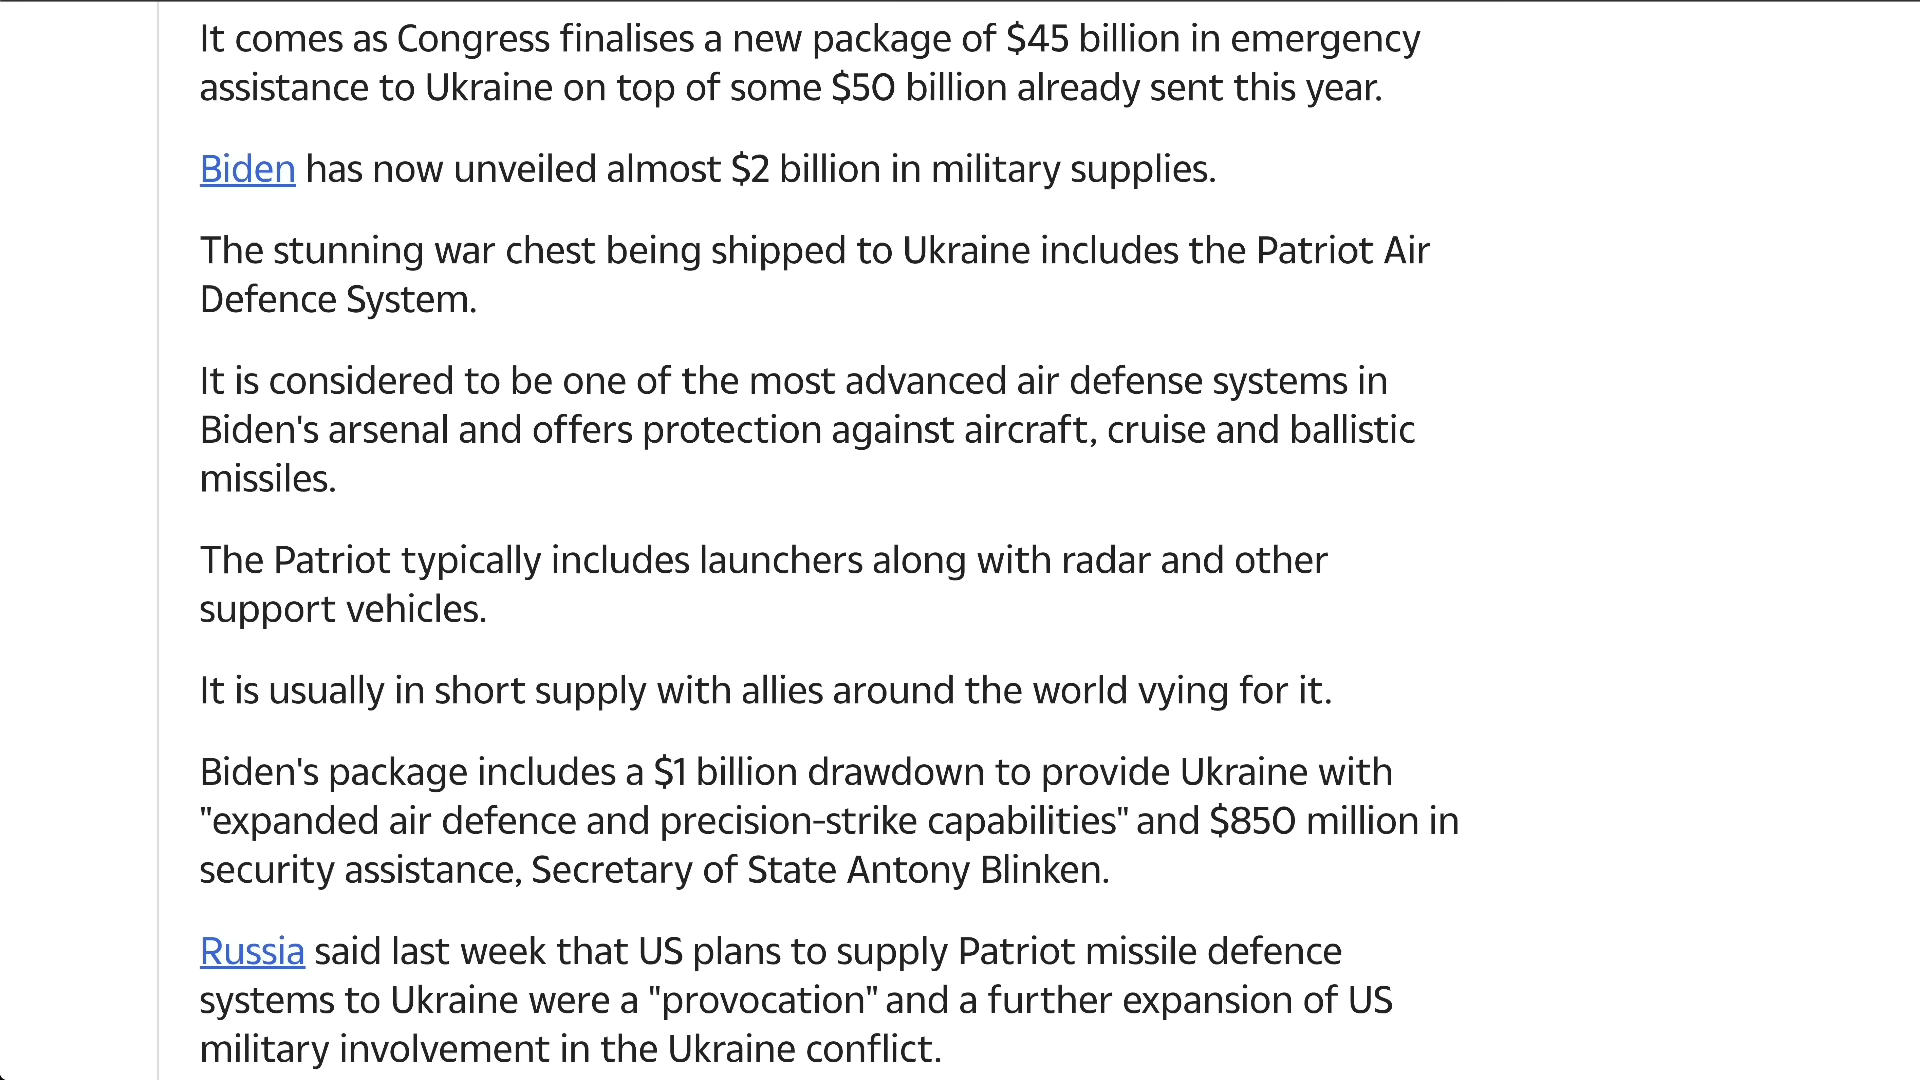 It comes as Congress finalises a new package of $45 billion in emergency
assistance to Ukraine on top of some $50 billion already sent this year.
Biden has now unveiled almost $2 billion in military supplies.
The stunning war chest being shipped to Ukraine includes the Patriot Air
Defence System.
It is considered to be one of the most advanced air defense systems in
Biden's arsenal and offers protection against aircraft, cruise and ballistic
missiles.
The Patriot typically includes launchers along with radar and other
support vehicles.
It is usually in short supply with allies around the world vying for it.
Biden's package includes a $1 billion drawdown to provide Ukraine with
"expanded air defence and precision-strike capabilities" and $850 million in
security assistance, Secretary of State Antony Blinken.
Russia said last week that US plans to supply Patriot missile defence
systems to Ukraine were a "provocation" and a further expansion of US
military involvement in the Ukraine conflict.